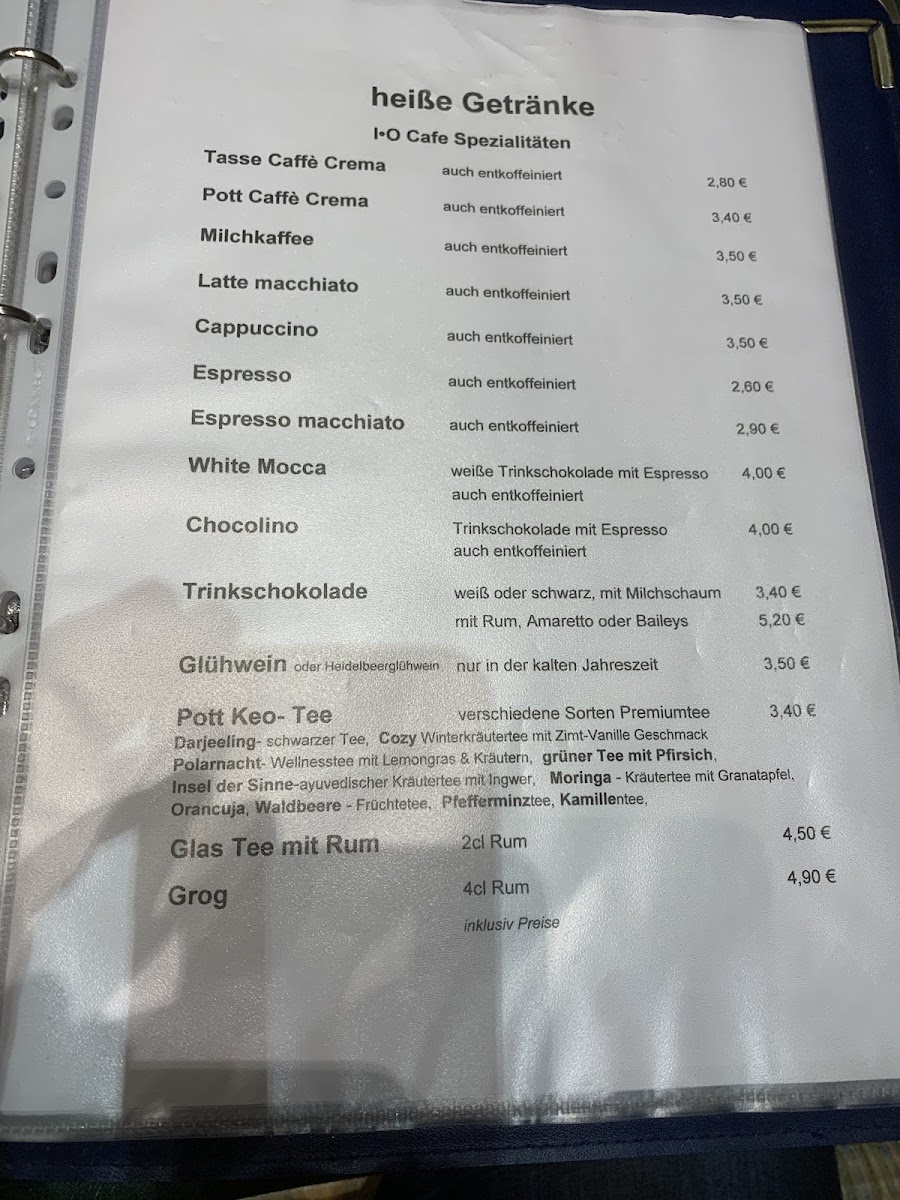 heiße Getränke
I•O Cafe Spezialitäten
Tasse Caffè Crema auch entkoffeiniert 2,80 €
Pott Caffè Crema auch entkoffeiniert 3,40 €
Milchkaffee auch entkoffeiniert 3,50 €
Latte macchiato auch entkoffeiniert 3,50 €
Cappuccino auch entkoffeiniert 3,50 €
Espresso auch entkoffeiniert 2,60 €
Espresso macchiato auch entkoffeiniert 2,90 €
White Mocca weiße Trinkschokolade mit Espresso 4,00 €
auch entkoffeiniert
Chocolino Trinkschokolade mit Espresso 4,00 €
auch entkoffeiniert
Trinkschokolade weiß oder schwarz, mit Milchschaum 3,40 €
mit Rum, Amaretto oder Baileys 5,20 €
Glühwein oder Heidelbeerglühwein nur in der kalten Jahreszeit 3,50 €
Pott Keo- Tee verschiedene Sorten Premiumtee 3,40 €
Darjeeling- schwarzer Tee, Cozy Winterkräutertee mit Zimt-Vanille Geschmack
Polarnacht- Wellnesstee mit Lemongras & Kräutern, grüner Tee mit Pfirsich,
Insel der Sinne-ayuvedischer Kräutertee mit Ingwer, Moringa - Kräutertee mit Granatapfel,
Orancuja, Waldbeere - Früchtetee, Pfefferminztee, Kamillentee,
Glas Tee mit Rum 2cl Rum 4,50 €
Grog 4cl Rum 4,90 €
inklusiv Preise